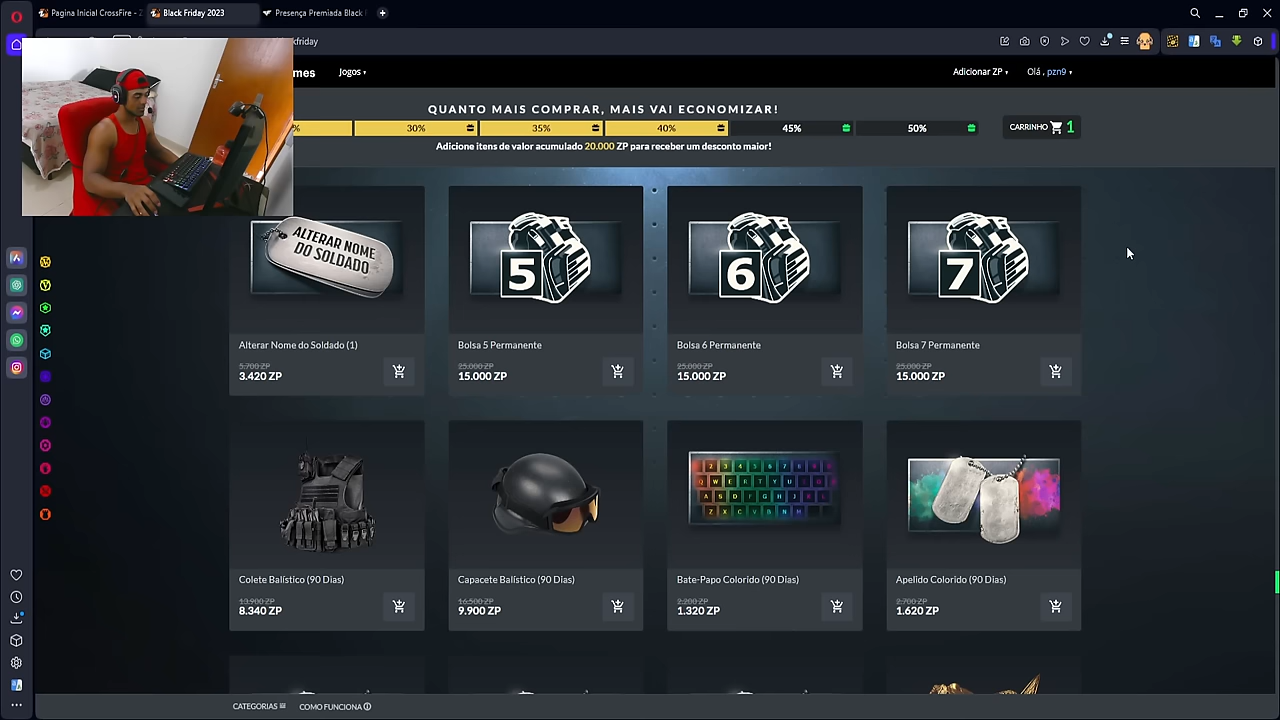 Pagina Inicial CrossFire - Z
Black Friday 2023
Presença Premiada Black F
kfriday
mes
Jogos
Adicionar ZP
Olá , pzn9
QUANTO MAIS COMPRAR, MAIS VAI ECONOMIZAR!
% 30% 35% 40% 45% 50%
CARRINHO 1
Adicione itens de valor acumulado 20.000 ZP para receber um desconto maior!
ALTERAR NOME
DO SOLDADO
5
6
7
Alterar Nome do Soldado (1)
5.700 ZP
3.420 ZP
Bolsa 5 Permanente
25.000 ZP
15.000 ZP
Bolsa 6 Permanente
25.000 ZP
15.000 ZP
Bolsa 7 Permanente
25.000 ZP
15.000 ZP
Colete Balístico (90 Dias)
13.900 ZP
8.340 ZP
Capacete Balístico (90 Dias)
16.500 ZP
9.900 ZP
Bate-Papo Colorido (90 Dias)
2.200 ZP
1.320 ZP
Apelido Colorido (90 Dias)
2.700 ZP
1.620 ZP
CATEGORIAS
COMO FUNCIONA